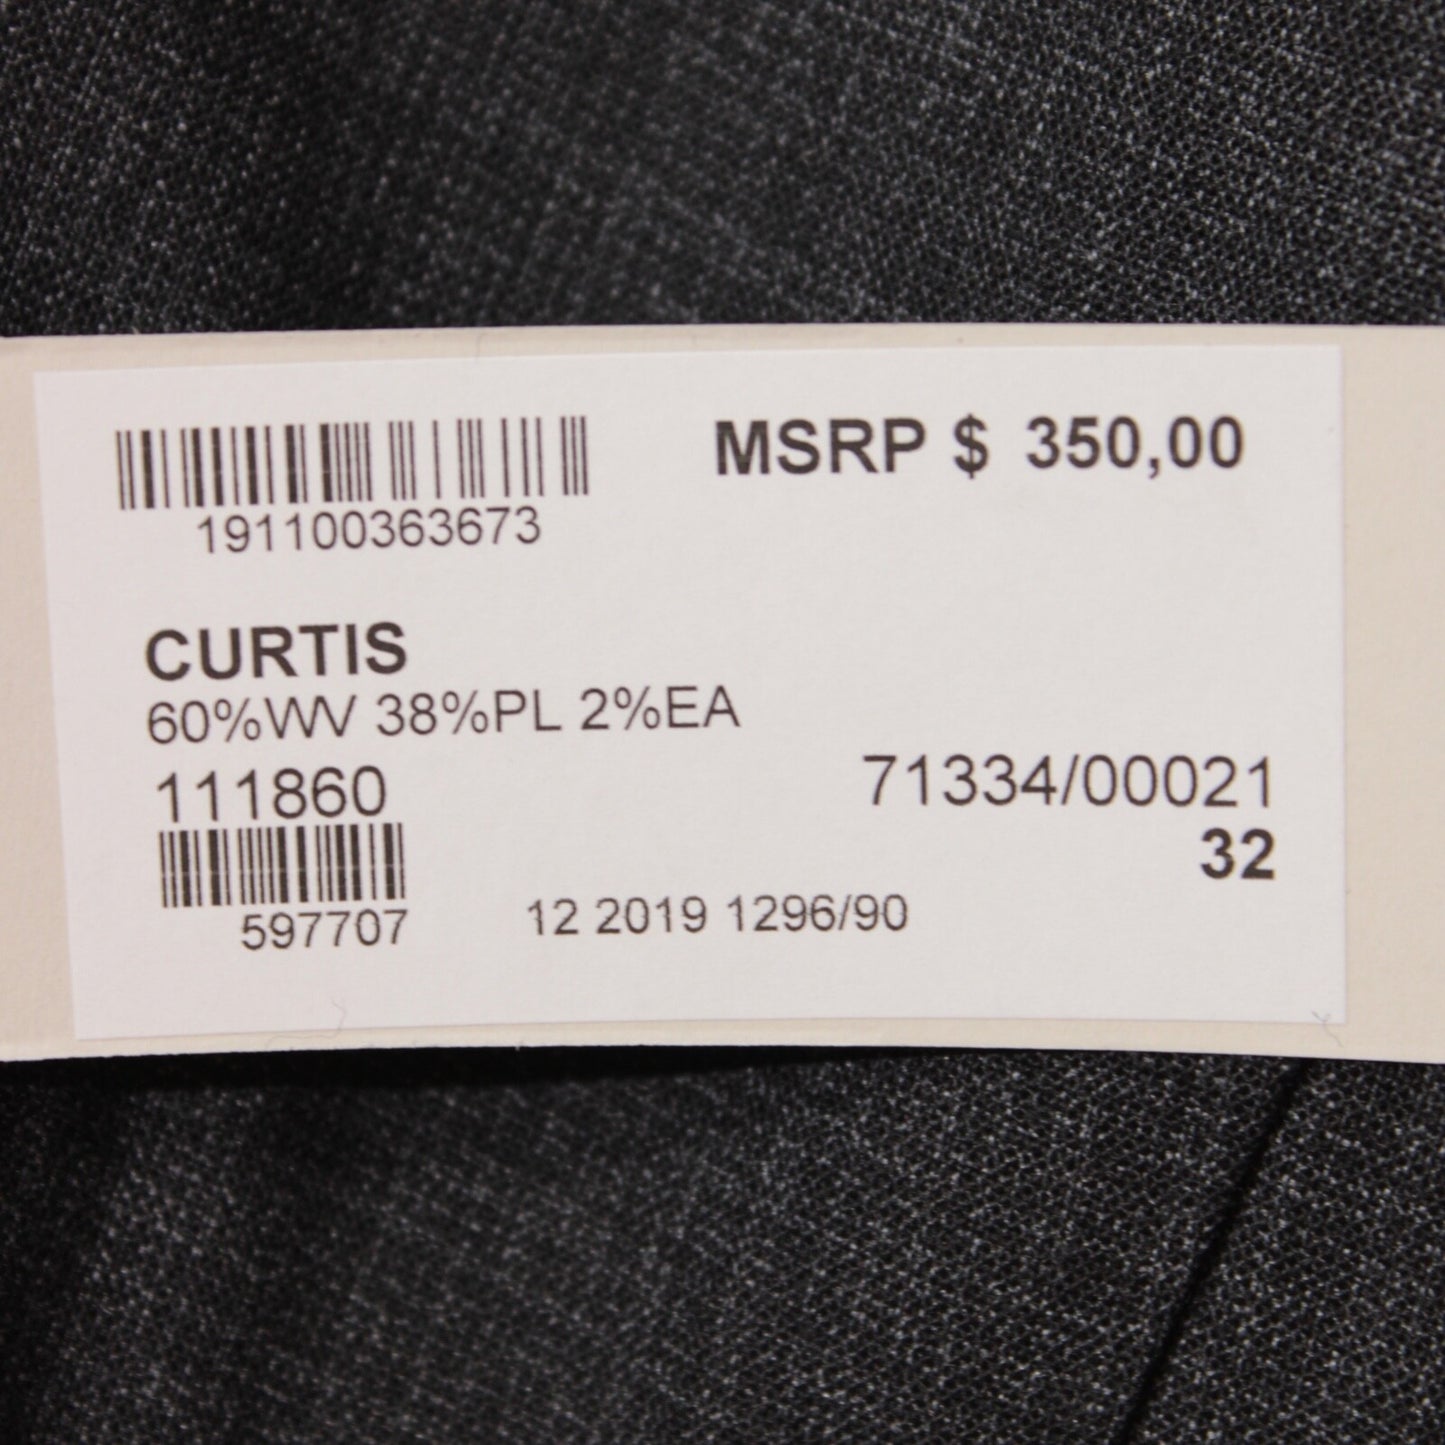 MSRP $ 350,00
191100363673
CURTIS
60%WV 38%PL 2%EA
111860
71334/00021
32
597707
12 2019 1296/90